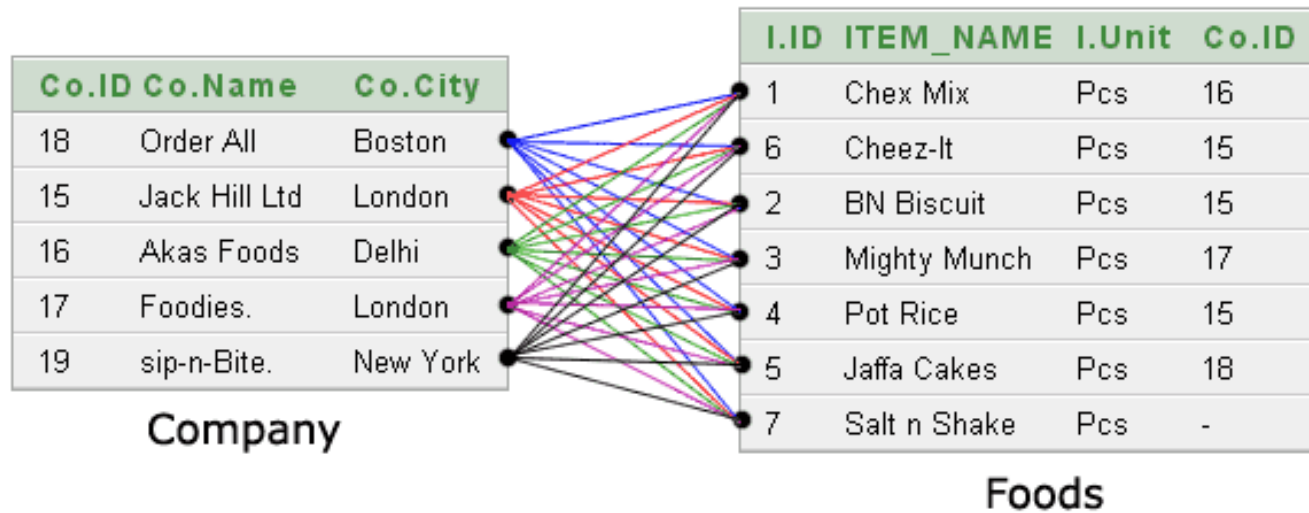 Co.ID Co.Name Co.City
18 Order All Boston
15 Jack Hill Ltd London
16 Akas Foods Delhi
17 Foodies. London
19 sip-n-Bite. New York
Company
I.ID ITEM_NAME I.Unit Co.ID
1 Chex Mix Pcs 16
6 Cheez-It Pcs 15
2 BN Biscuit Pcs 15
3 Mighty Munch Pcs 17
4 Pot Rice Pcs 15
5 Jaffa Cakes Pcs 18
7 Salt n Shake Pcs -
Foods